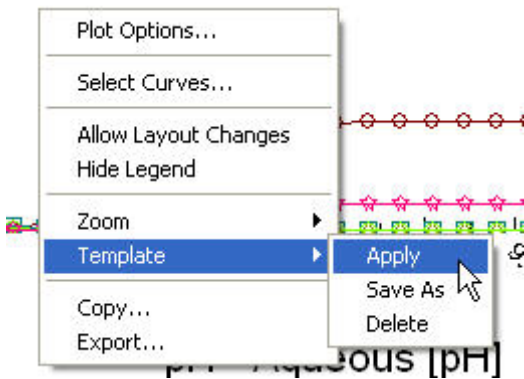 Plot Options...
Select Curves...
Allow Layout Changes
Hide Legend
Zoom
Template
Apply
Save As
Delete
Copy...
Export...
pH - Aqueous [pH]